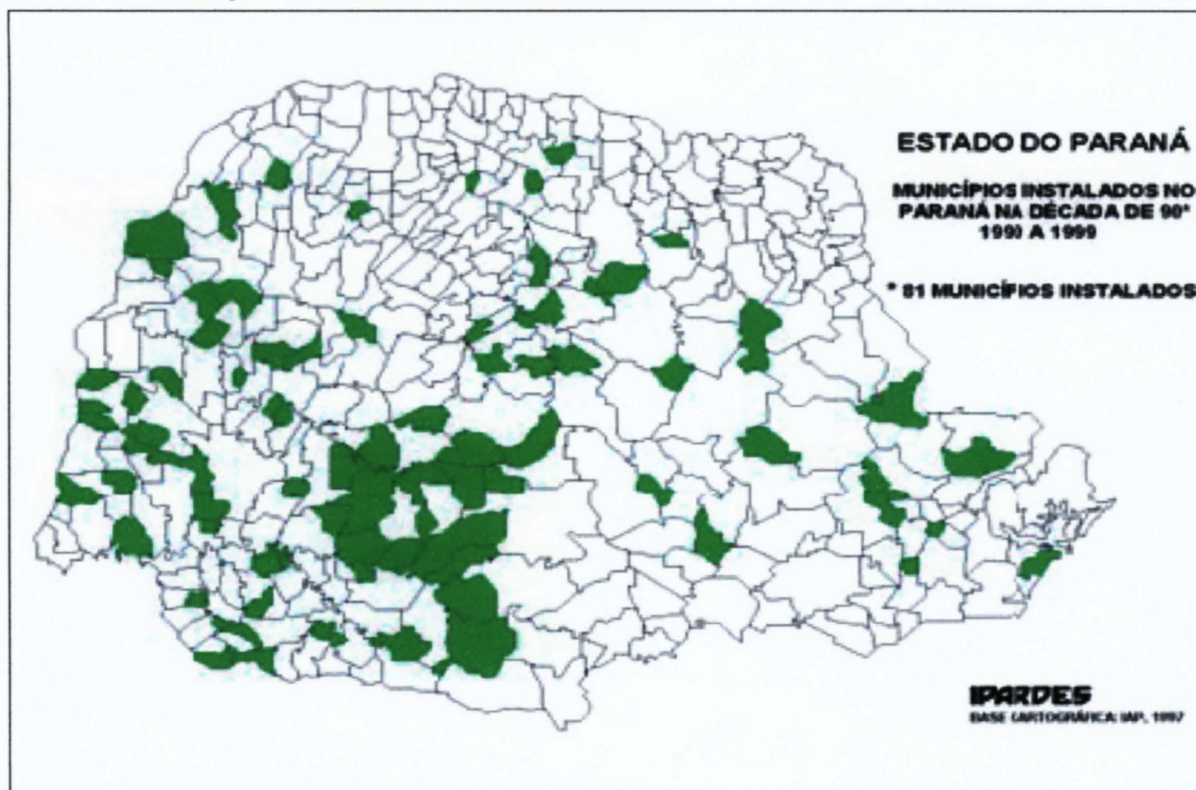 ESTADO DO PARANÁ
MUNICÍPIOS INSTALADOS NO
PARANÁ NA DÉCADA DE 90*
1990 A 1999
* 81 MUNICÍPIOS INSTALADOS
IPARDES
BASE CARTOGRÁFICA: IAP, 1997